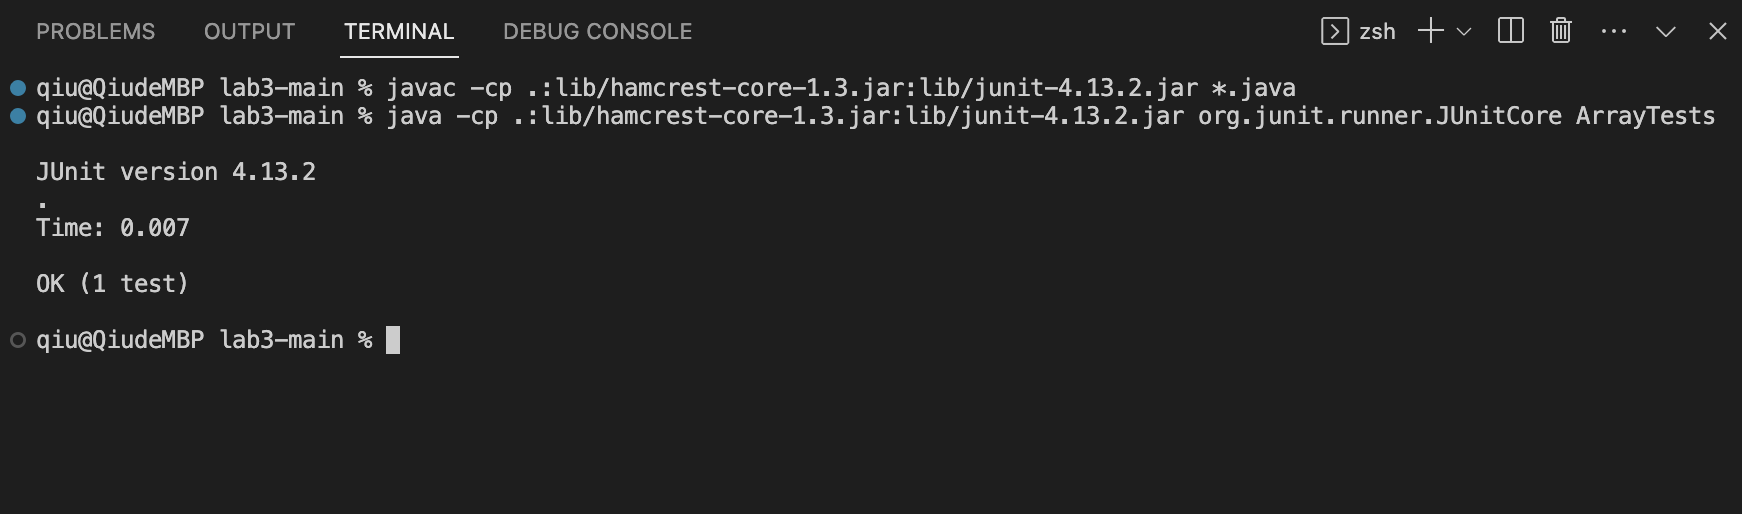 PROBLEMS OUTPUT TERMINAL DEBUG CONSOLE zsh
qiu@QiudeMBP lab3-main % javac -cp .:lib/hamcrest-core-1.3.jar:lib/junit-4.13.2.jar *.java
qiu@QiudeMBP lab3-main % java -cp .:lib/hamcrest-core-1.3.jar:lib/junit-4.13.2.jar org.junit.runner.JUnitCore ArrayTests
JUnit version 4.13.2
.
Time: 0.007
OK (1 test)
qiu@QiudeMBP lab3-main %